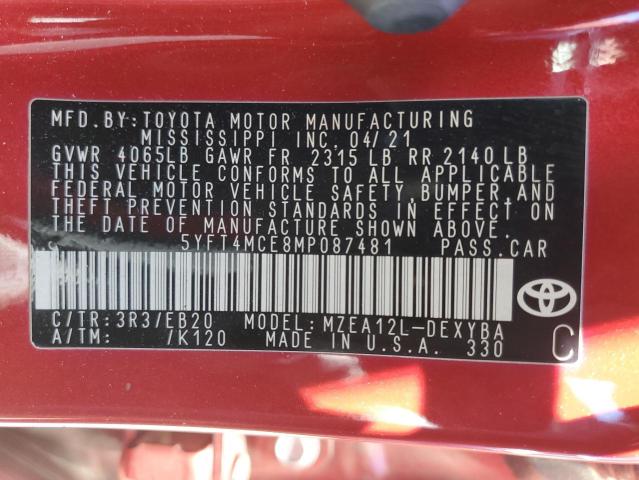 MFD.BY:TOYOTA MOTOR MANUFACTURING
MISSISSIPPI INC. 04/21
GVWR 4065LB GAWR FR 2315 LB RR 2140 LB
THIS VEHICLE CONFORMS TO ALL APPLICABLE
FEDERAL MOTOR VEHICLE SAFETY,BUMPER,AND
THEFT PREVENTION STANDARDS IN EFFECT ON
THE DATE OF MANUFACTURE SHOWN ABOVE.
5YFT4MCE8MP087481 PASS.CAR
C/TR:3R3/EB20 MODEL:MZEA12L-DEXYBA
A/TM: /K120 MADE IN U.S.A. 330 C